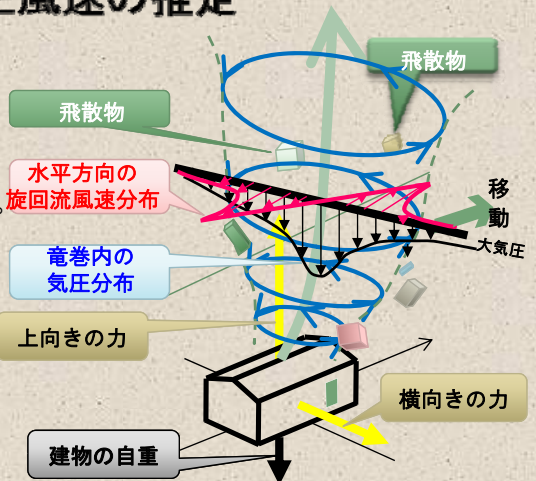 風速の推定
飛散物
飛散物
水平方向の
旋回流風速分布
移
動
大気圧
竜巻内の
気圧分布
上向きの力
横向きの力
建物の自重